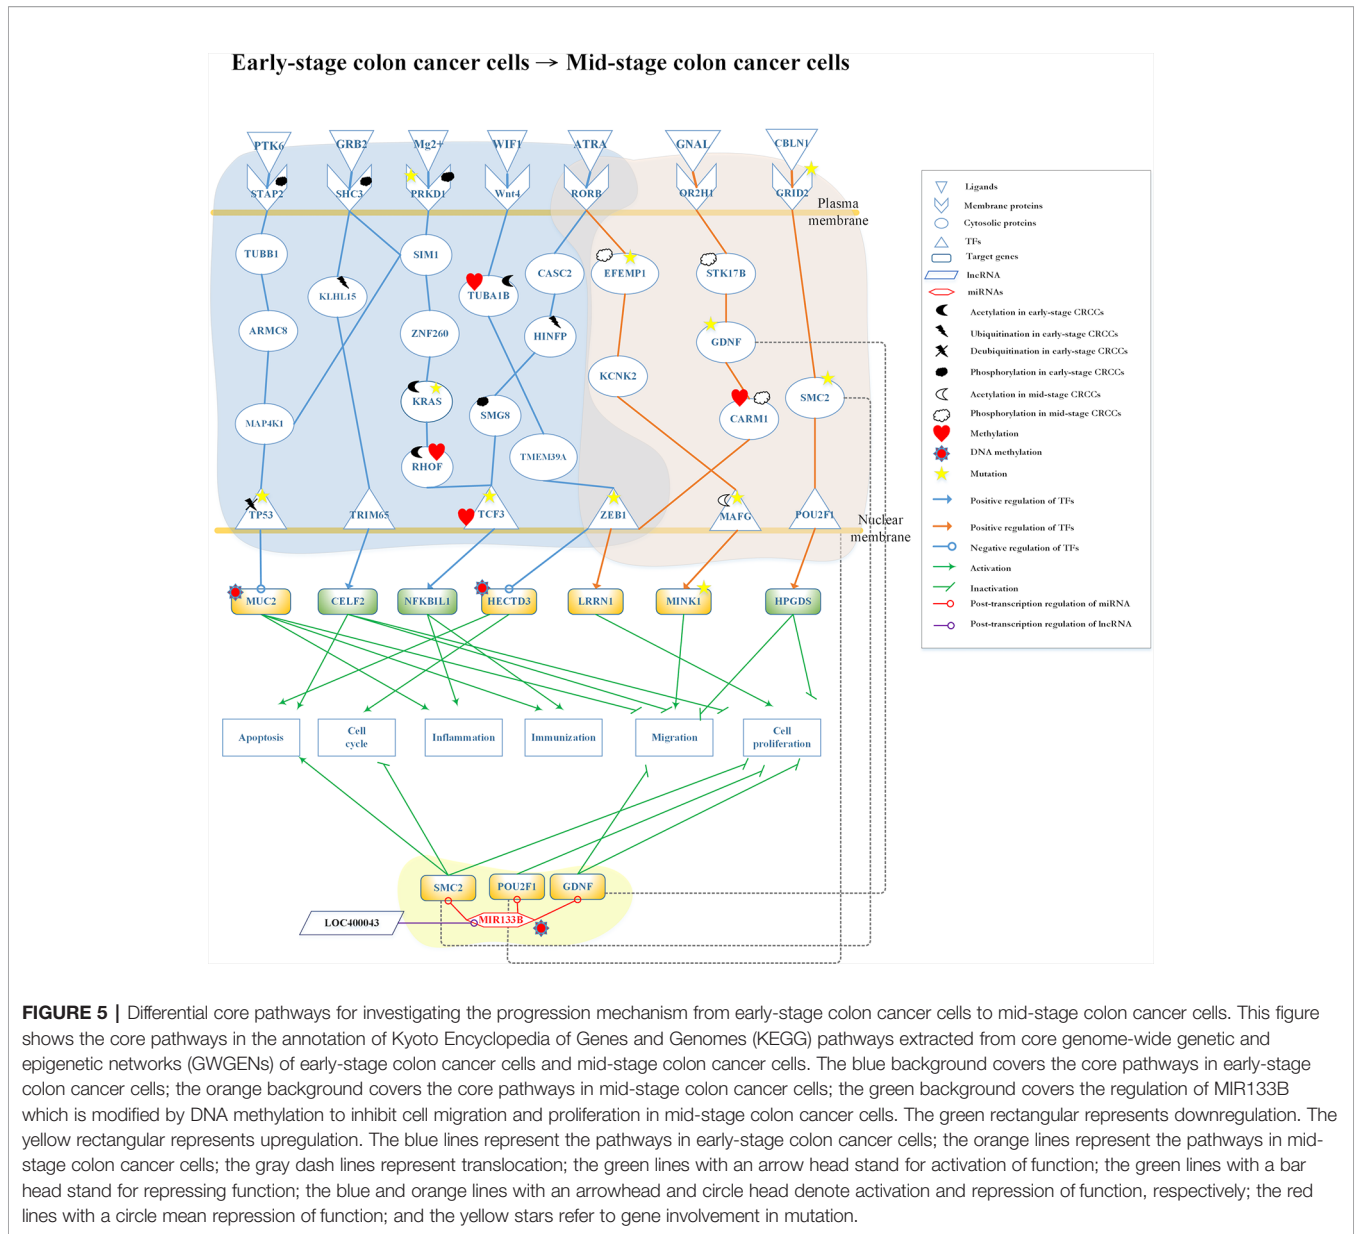 Early-stage colon cancer cells → Mid-stage colon cancer cells
PTK6 GRB2 Mg2+ WIF1 ATRA GNAL CBLN1
STAP2 SHC3 PRKD1 Wnt4 RORB OR2H1 GRID2
Plasma
membrane
TUBB1 SIM1 CASC2 EFEMP1 STK17B
KLHL15 TUBA1B
ARMC8 ZNF260 HINFP GDNF
KCNK2
KRAS SMG8 SMC2
MAP4K1 CARM1
RHOF TMEM39A
TP53 TRIM65 TCF3 ZEB1 MAFG POU2F1
Nuclear
membrane
MUC2 CELF2 NFKBIL1 HECTD3 LRRN1 MINK1 HPGDS
Apoptosis
Cell
cycle
Inflammation
Immunization
Migration
Cell
proliferation
SMC2 POU2F1 GDNF
LOC400043 MIR133B
Ligands
Membrane proteins
Cytosolic proteins
TFs
Target genes
lncRNA
miRNAs
Acetylation in early-stage CRCCs
Ubiquitination in early-stage CRCCs
Deubiquitination in early-stage CRCCs
Phosphorylation in early-stage CRCCs
Acetylation in mid-stage CRCCs
Phosphorylation in mid-stage CRCCs
Methylation
DNA methylation
Mutation
Positive regulation of TFs
Positive regulation of TFs
Negative regulation of TFs
Activation
Inactivation
Post-transcription regulation of miRNA
Post-transcription regulation of lncRNA
FIGURE 5 | Differential core pathways for investigating the progression mechanism from early-stage colon cancer cells to mid-stage colon cancer cells. This figure
shows the core pathways in the annotation of Kyoto Encyclopedia of Genes and Genomes (KEGG) pathways extracted from core genome-wide genetic and
epigenetic networks (GWGENs) of early-stage colon cancer cells and mid-stage colon cancer cells. The blue background covers the core pathways in early-stage
colon cancer cells; the orange background covers the core pathways in mid-stage colon cancer cells; the green background covers the regulation of MIR133B
which is modified by DNA methylation to inhibit cell migration and proliferation in mid-stage colon cancer cells. The green rectangular represents downregulation. The
yellow rectangular represents upregulation. The blue lines represent the pathways in early-stage colon cancer cells; the orange lines represent the pathways in mid-
stage colon cancer cells; the gray dash lines represent translocation; the green lines with an arrow head stand for activation of function; the green lines with a bar
head stand for repressing function; the blue and orange lines with an arrowhead and circle head denote activation and repression of function, respectively; the red
lines with a circle mean repression of function; and the yellow stars refer to gene involvement in mutation.